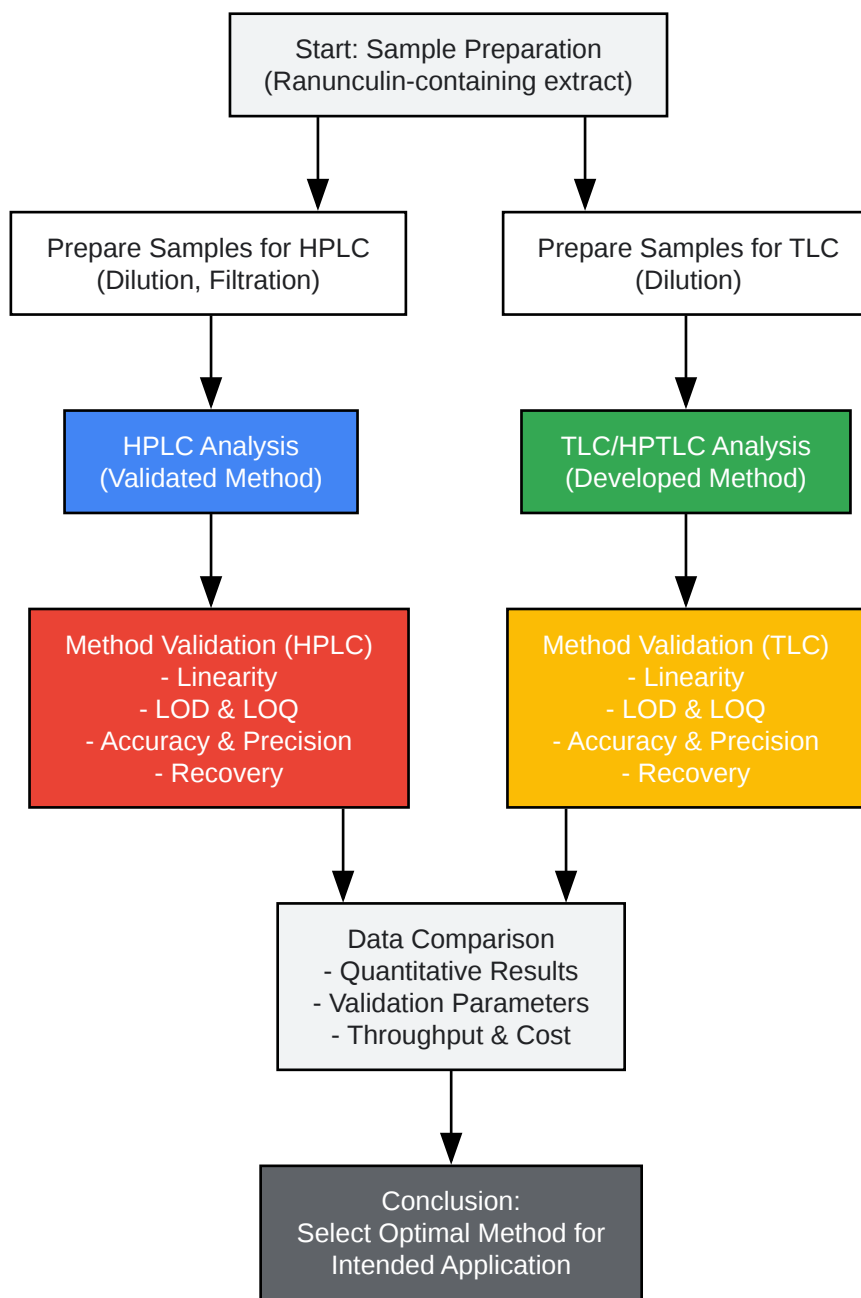 Start: Sample Preparation
(Ranunculin-containing extract)
Prepare Samples for HPLC
(Dilution, Filtration)
Prepare Samples for TLC
(Dilution)
HPLC Analysis
(Validated Method)
TLC/HPTLC Analysis
(Developed Method)
Method Validation (HPLC)
- Linearity
- LOD & LOQ
- Accuracy & Precision
- Recovery
Method Validation (TLC)
- Linearity
- LOD & LOQ
- Accuracy & Precision
- Recovery
Data Comparison
- Quantitative Results
- Validation Parameters
- Throughput & Cost
Conclusion:
Select Optimal Method for
Intended Application